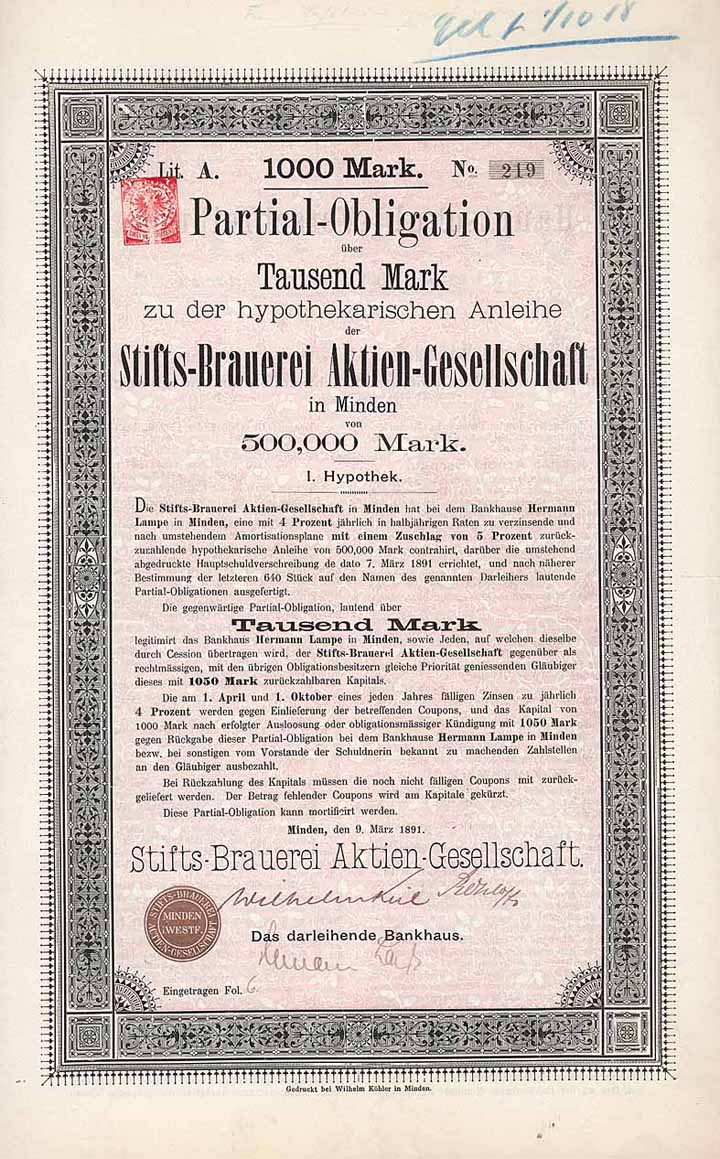 gel. 1/10 18
Lit. A. 1000 Mark. No. 219
Partial-Obligation
über
Tausend Mark
zu der hypothekarischen Anleihe
der
Stifts-Brauerei Aktien-Gesellschaft
in Minden
von
500,000 Mark.
I. Hypothek.
Die Stifts-Brauerei Aktien-Gesellschaft in Minden hat bei dem Bankhause Hermann
Lampe in Minden, eine mit 4 Prozent jährlich in halbjährigen Raten zu verzinsende und
nach umstehendem Amortisationsplane mit einem Zuschlag von 5 Prozent zurück-
zuzahlende hypothekarische Anleihe von 500,000 Mark contrahirt, darüber die umstehend
abgedruckte Hauptschuldverschreibung de dato 7. März 1891 errichtet, und nach näherer
Bestimmung der letzteren 640 Stück auf den Namen des genannten Darleihers lautende
Partial-Obligationen ausgefertigt.
Die gegenwärtige Partial-Obligation, lautend über
Tausend Mark
legitimirt das Bankhaus Hermann Lampe in Minden, sowie Jeden, auf welchen dieselbe
durch Cession übertragen wird, der Stifts-Brauerei Aktien-Gesellschaft gegenüber als
rechtmässigen, mit den übrigen Obligationsbesitzern gleiche Priorität geniessenden Gläubiger
dieses mit 1050 Mark zurückzahlbaren Kapitals.
Die am 1. April und 1. Oktober eines jeden Jahres fälligen Zinsen zu jährlich
4 Prozent werden gegen Einlieferung der betreffenden Coupons, und das Kapital von
1000 Mark nach erfolgter Ausloosung oder obligationsmässiger Kündigung mit 1050 Mark
gegen Rückgabe dieser Partial-Obligation bei dem Bankhause Hermann Lampe in Minden
bezw. bei sonstigen vom Vorstande der Schuldnerin bekannt zu machenden Zahlstellen
an den Gläubiger ausbezahlt.
Bei Rückzahlung des Kapitals müssen die noch nicht fälligen Coupons mit zurück-
geliefert werden. Der Betrag fehlender Coupons wird am Kapitale gekürzt.
Diese Partial-Obligation kann mortificirt werden.
Minden, den 9. März 1891.
Stifts-Brauerei Aktien-Gesellschaft.
STIFTS-BRAUEREI
MINDEN
i. WESTF.
AKTIEN-GESELLSCHAFT
Wilhelm
Das darleihende Bankhaus.
Hermann
Eingetragen Fol. 6.
Gedruckt bei Wilhelm Köhler in Minden.